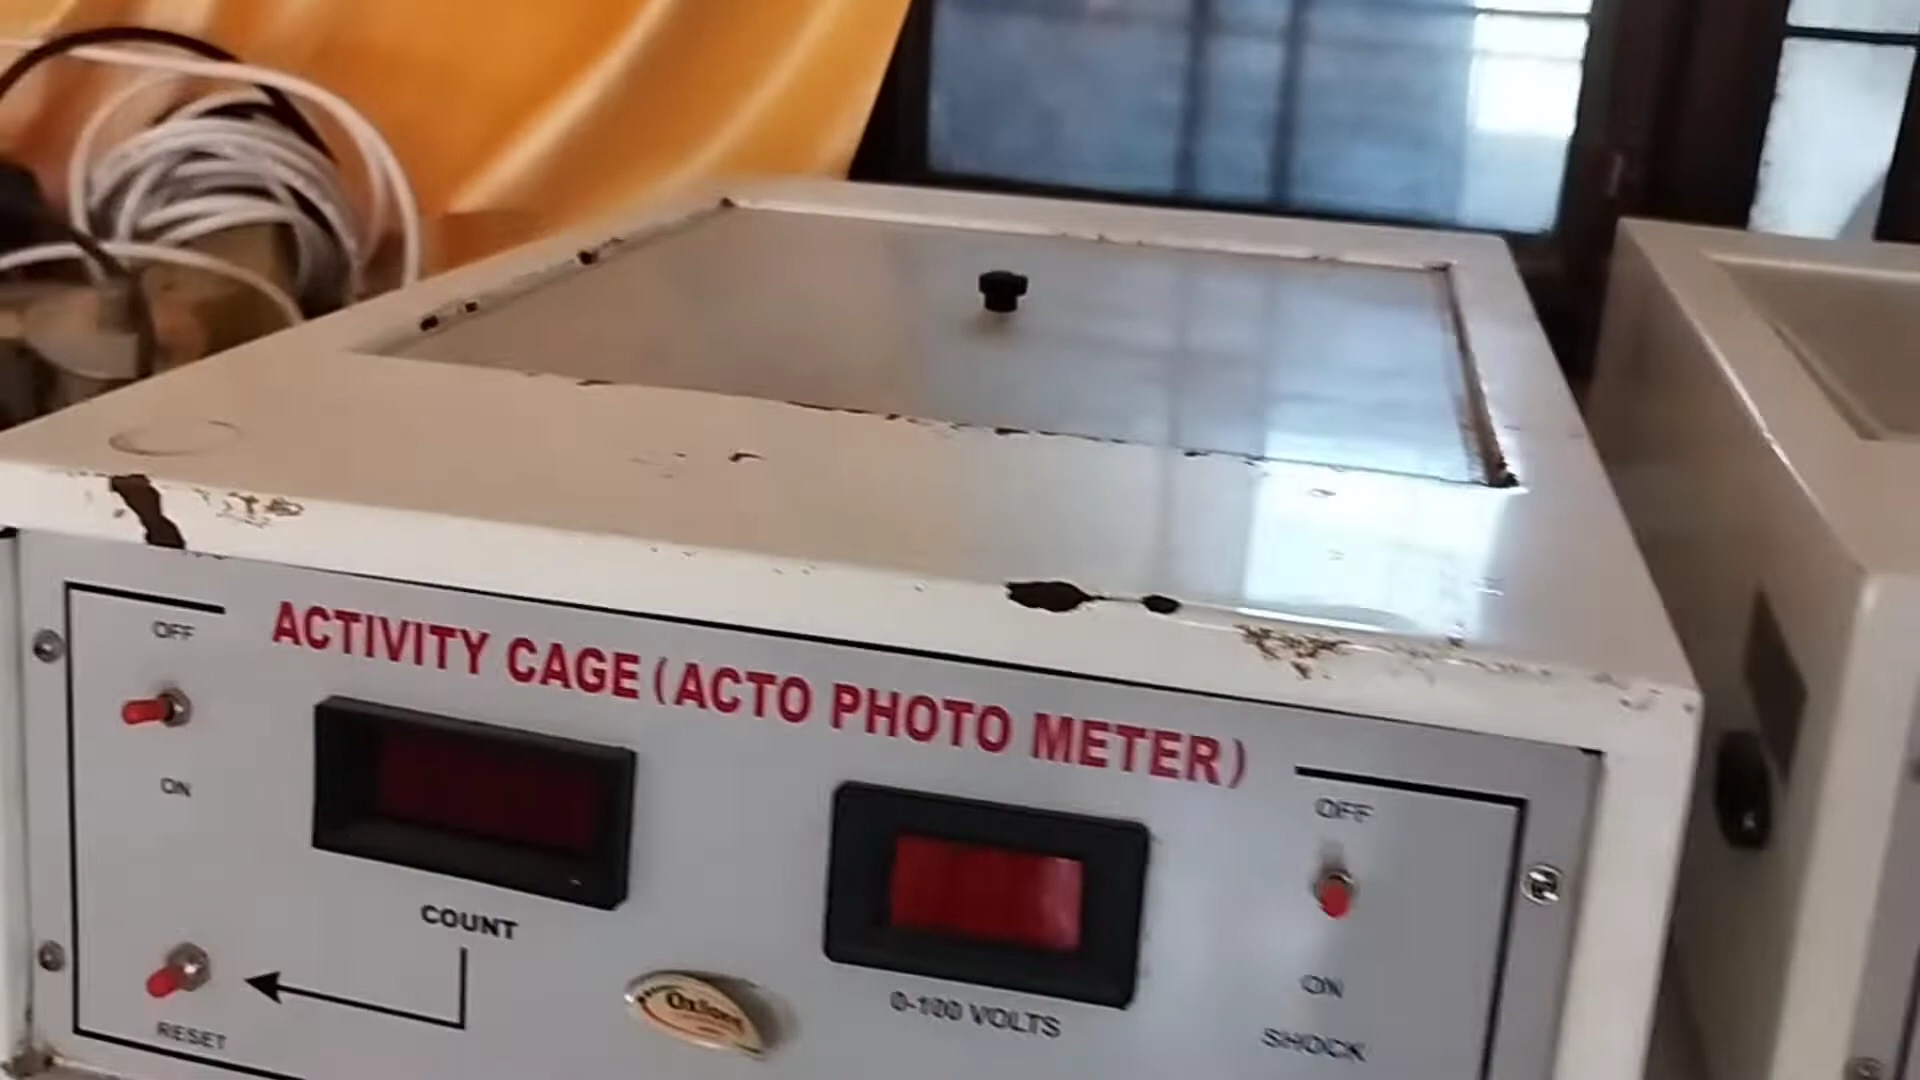 ACTIVITY CAGE (ACTO PHOTO METER)
OFF
ON
COUNT
RESET
0-100 VOLTS
OFF
ON
SHOCK